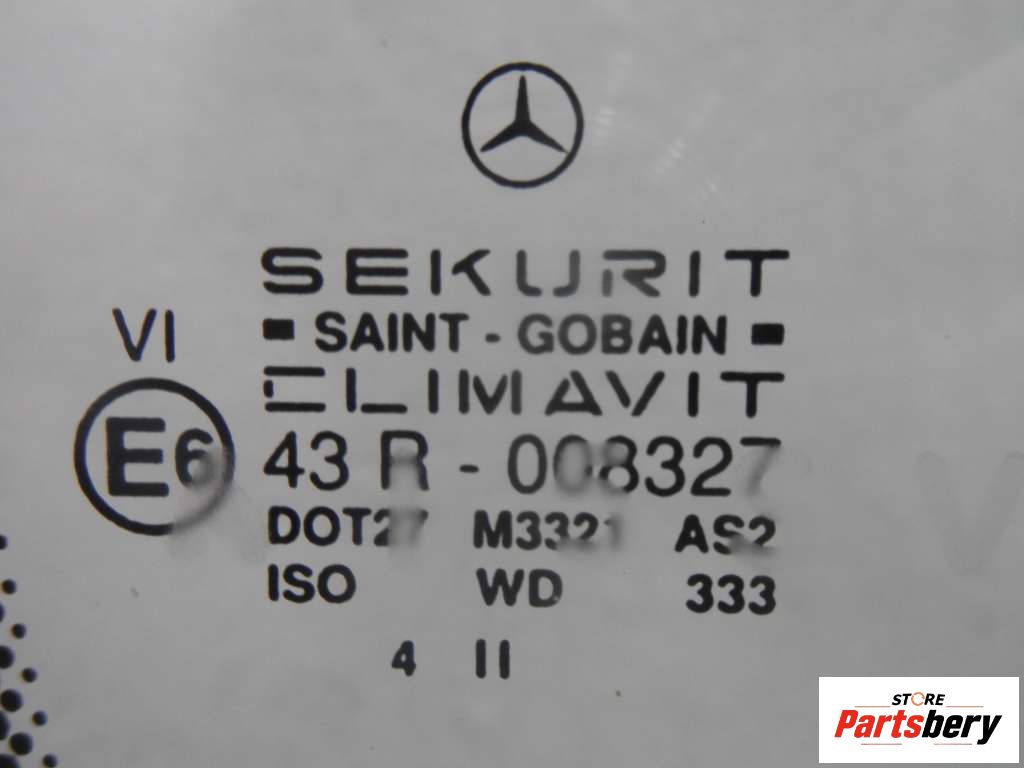 SEKURIT
SAINT - GOBAIN
CLIMAVIT
VI
E6 43 R - 008327
DOT27 M3321 AS2
ISO WD 333
4 II
STORE
Partsbery